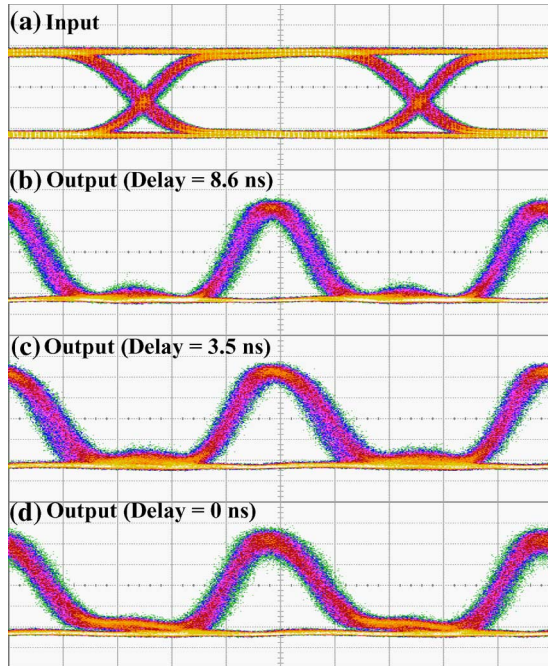 (a) Input
(b) Output (Delay = 8.6 ns)
(c) Output (Delay = 3.5 ns)
(d) Output (Delay = 0 ns)